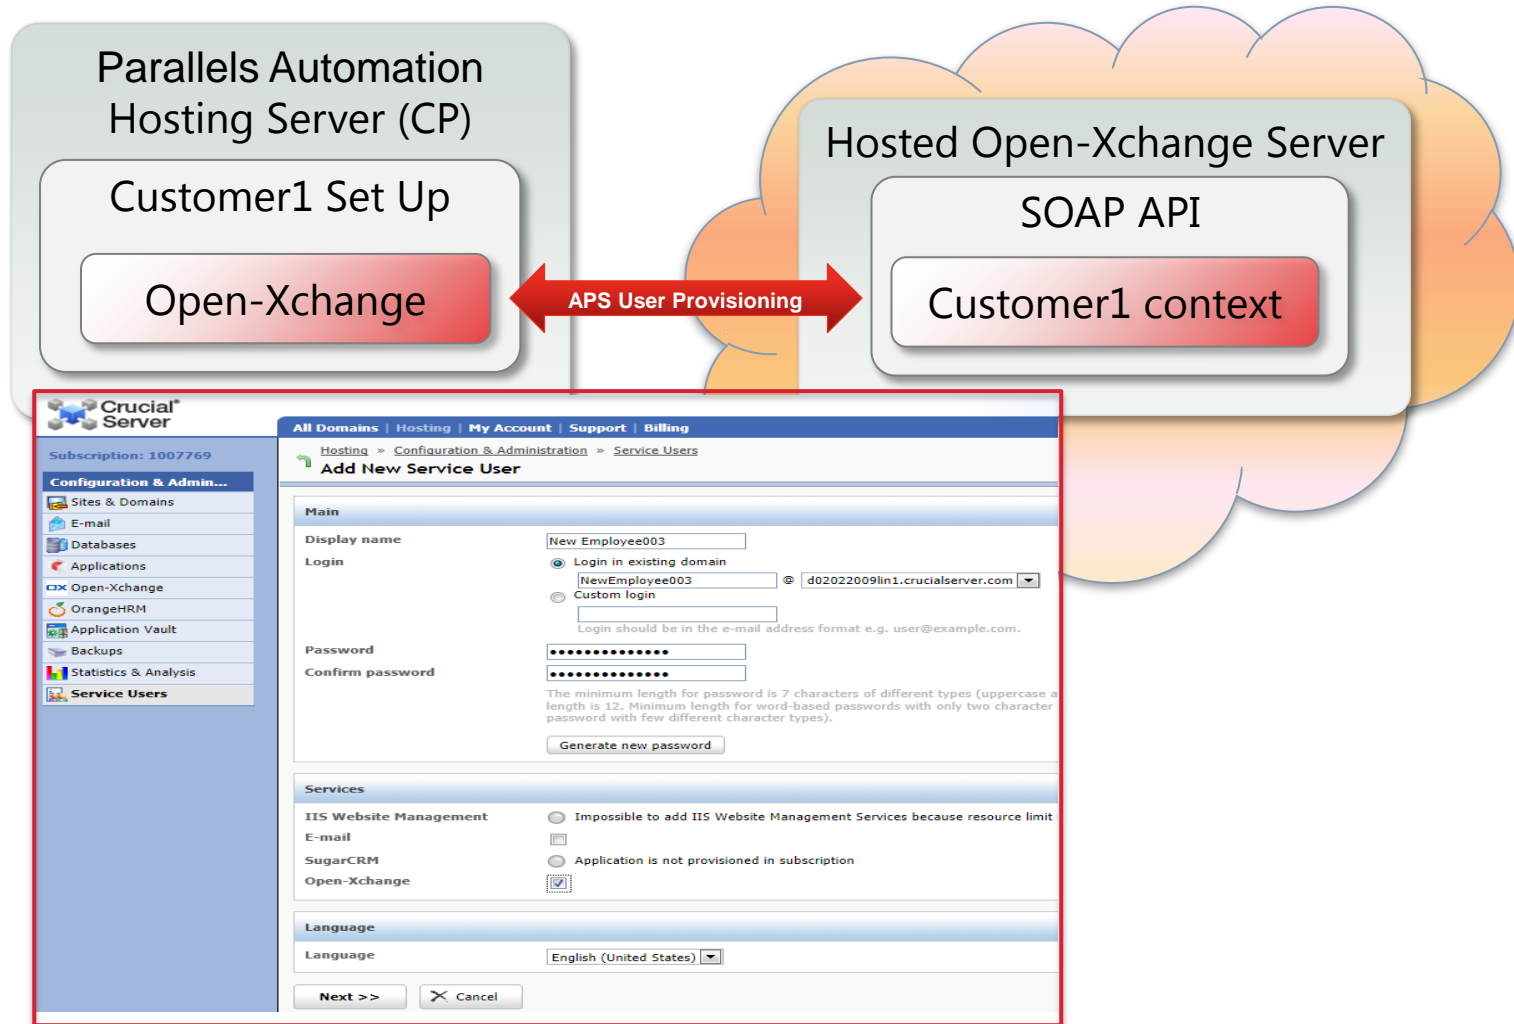 Parallels Automation
Hosting Server (CP)
Customer1 Set Up
Open-Xchange
APS User Provisioning
Hosted Open-Xchange Server
SOAP API
Customer1 context
Crucial
Server
All Domains | Hosting | My Account | Support | Billing
Subscription: 1007769
Configuration & Admin...
Sites & Domains
E-mail
Databases
Applications
OX Open-Xchange
OrangeHRM
Application Vault
Backups
Statistics & Analysis
Service Users
Hosting » Configuration & Administration » Service Users
Add New Service User
Main
Display name New Employee003
Login Login in existing domain
NewEmployee003 @ d02022009lin1.crucialserver.com
Custom login
Login should be in the e-mail address format e.g. user@example.com.
Password ••••••••••••••
Confirm password ••••••••••••••
The minimum length for password is 7 characters of different types (uppercase a
length is 12. Minimum length for word-based passwords with only two character
password with few different character types).
Generate new password
Services
IIS Website Management Impossible to add IIS Website Management Services because resource limit
E-mail
SugarCRM Application is not provisioned in subscription
Open-Xchange
Language
Language English (United States)
Next >> Cancel